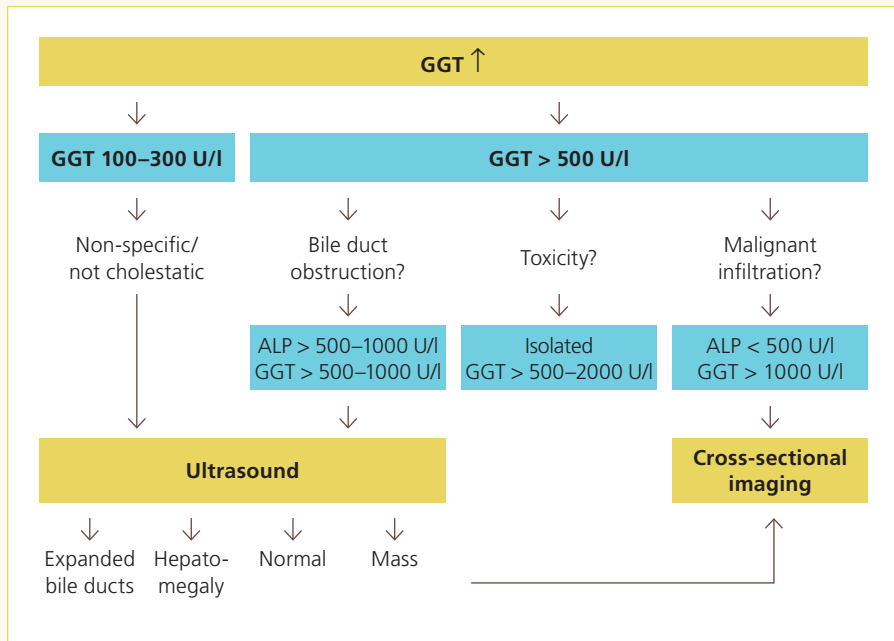 GGT ↑
GGT 100–300 U/l
GGT > 500 U/l
Non-specific/
not cholestatic
Bile duct
obstruction?
Toxicity?
Malignant
infiltration?
ALP > 500–1000 U/l
GGT > 500–1000 U/l
Isolated
GGT > 500–2000 U/l
ALP < 500 U/l
GGT > 1000 U/l
Ultrasound
Cross-sectional
imaging
Expanded
bile ducts
Hepato-
megaly
Normal
Mass